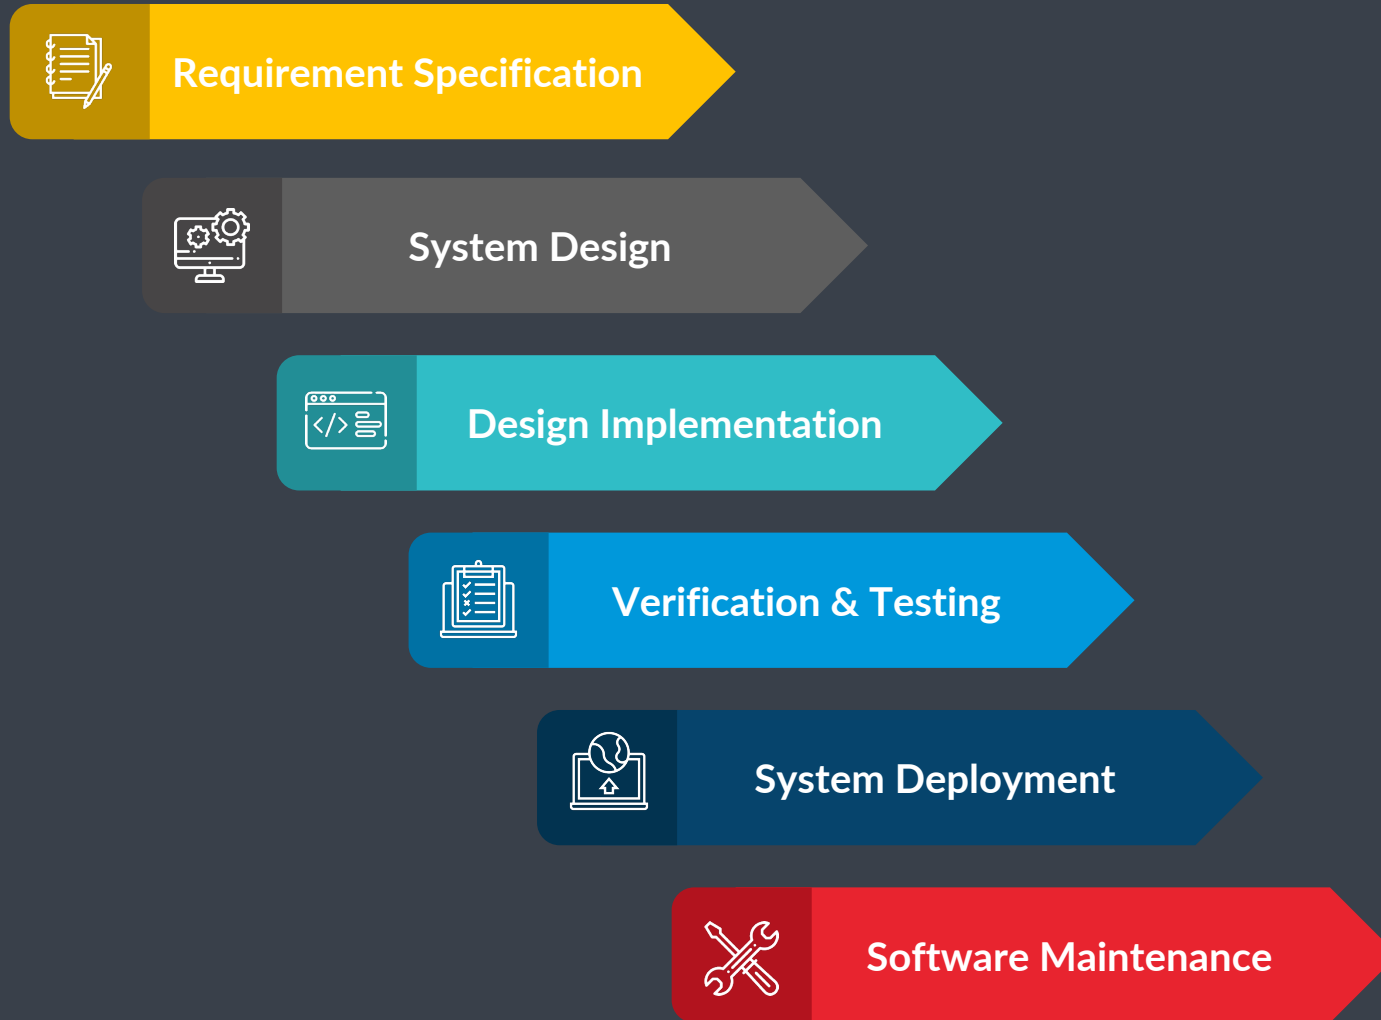 Requirement Specification
System Design
Design Implementation
Verification & Testing
System Deployment
Software Maintenance